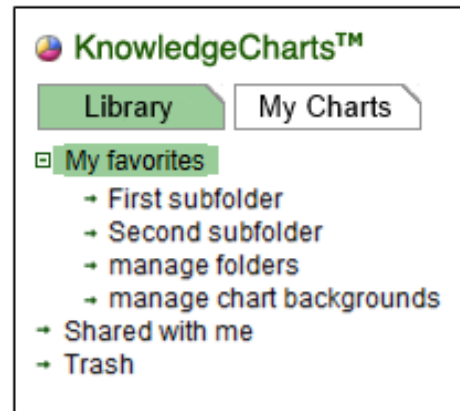 KnowledgeCharts™
Library My Charts
My favorites
First subfolder
Second subfolder
manage folders
manage chart backgrounds
Shared with me
Trash